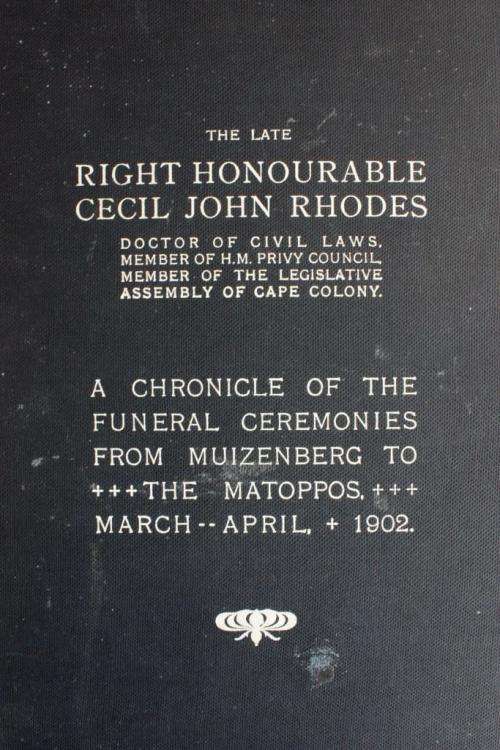 THE LATE
RIGHT HONOURABLE
CECIL JOHN RHODES
DOCTOR OF CIVIL LAWS,
MEMBER OF H.M. PRIVY COUNCIL,
MEMBER OF THE LEGISLATIVE
ASSEMBLY OF CAPE COLONY.
A CHRONICLE OF THE
FUNERAL CEREMONIES
FROM MUIZENBERG TO
+++THE MATOPPOS, +++
MARCH -- APRIL, + 1902.